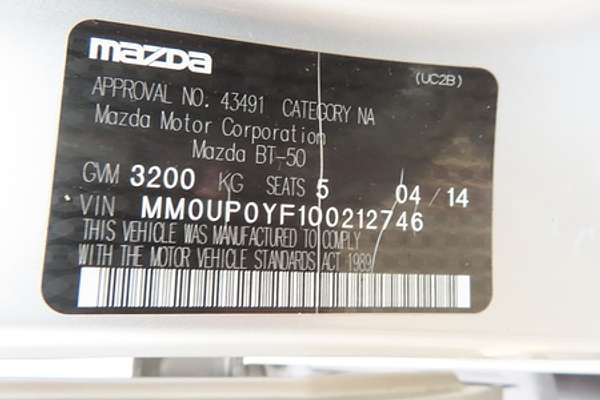 mazDa
(UC2B)
APPROVAL NO. 43491 CATEGORY NA
Mazda Motor Corporation
Mazda BT-50
GVM 3200 KG SEATS 5 04/14
VIN MM0UP0YF100212746
THIS VEHICLE WAS MANUFACTURED TO COMPLY
WITH THE MOTOR VEHICLE STANDARDS ACT 1989